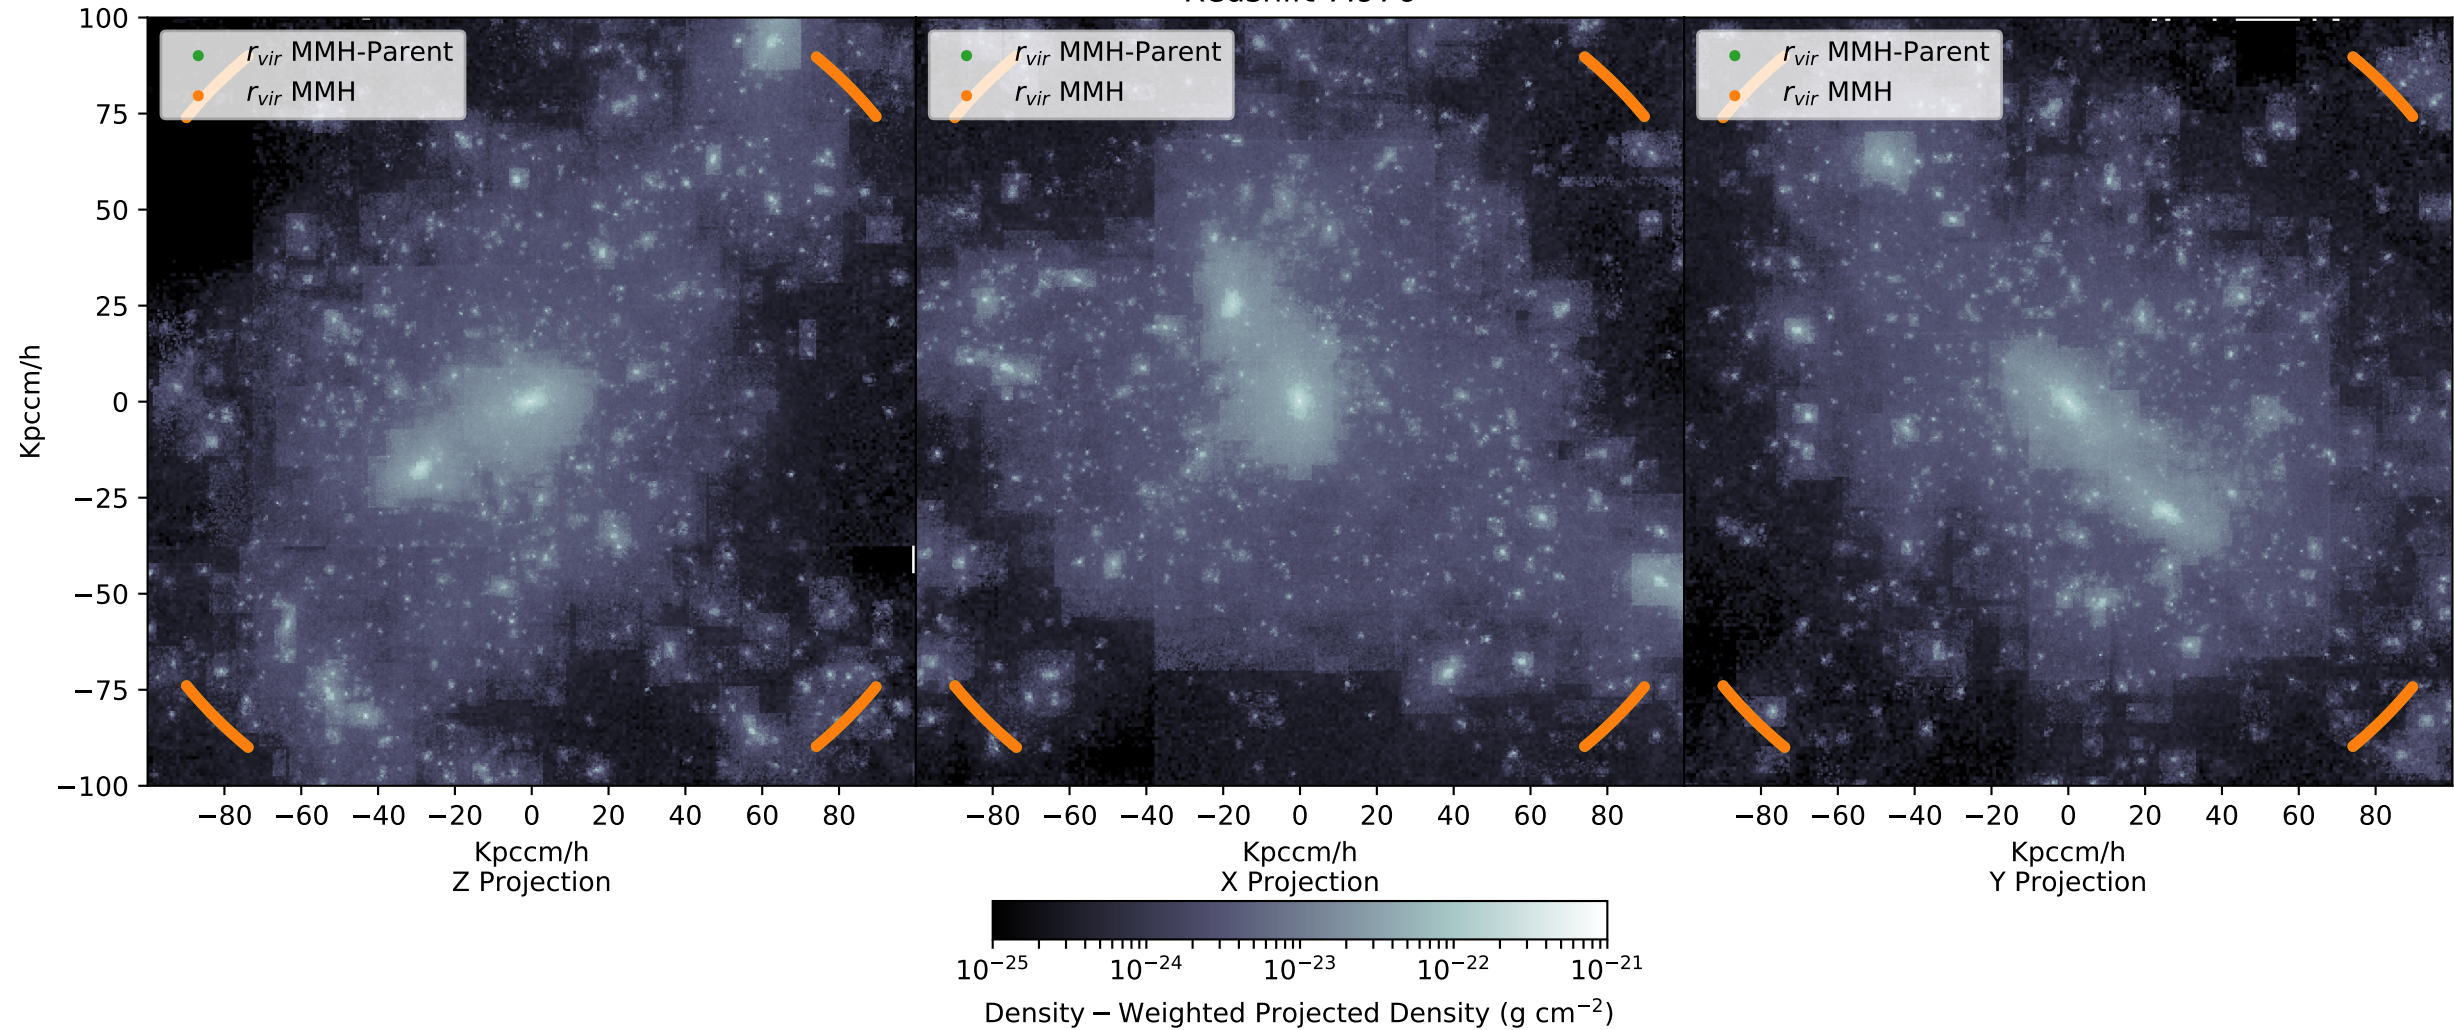 r_vir MMH-Parent
r_vir MMH
r_vir MMH-Parent
r_vir MMH
r_vir MMH-Parent
r_vir MMH
Kpccm/h
100
75
50
25
0
−25
−50
−75
−100
−80 −60 −40 −20 0 20 40 60 80
−80 −60 −40 −20 0 20 40 60 80
−80 −60 −40 −20 0 20 40 60 80
Kpccm/h
Z Projection
Kpccm/h
X Projection
Kpccm/h
Y Projection
10⁻²⁵ 10⁻²⁴ 10⁻²³ 10⁻²² 10⁻²¹
Density − Weighted Projected Density (g cm⁻²)